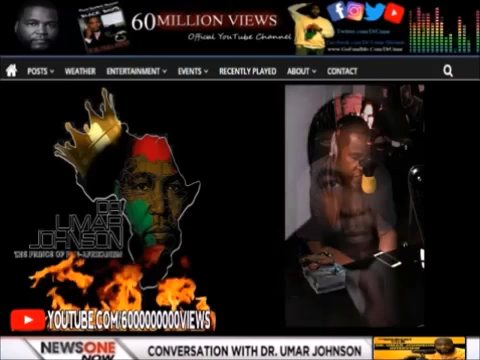 60MILLION VIEWS
Official YouTube Channel
POSTS WEATHER ENTERTAINMENT EVENTS RECENTLY PLAYED ABOUT CONTACT
DR
UMAR
JOHNSON
THE PRINCE OF PAN-AFRIKANISM
YOUTUBE.COM/6000000000VIEWS
NEWSONE
NOW
CONVERSATION WITH DR. UMAR JOHNSON